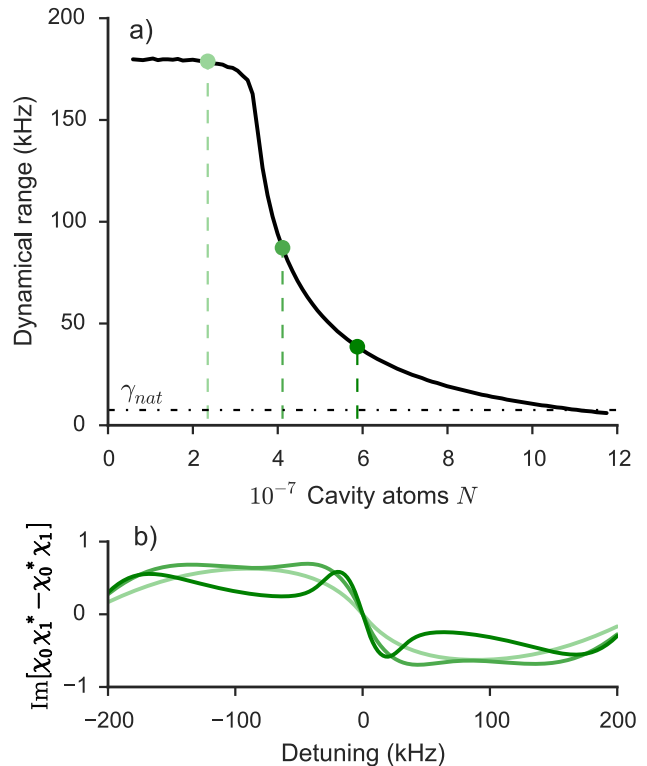 a)
200
150
100
50
0
Dynamical range (kHz)
γnat
0 2 4 6 8 10 12
10⁻⁷ Cavity atoms N
b)
1
0
−1
Im[χ₀χ₁* −χ₀*χ₁]
−200 −100 0 100 200
Detuning (kHz)